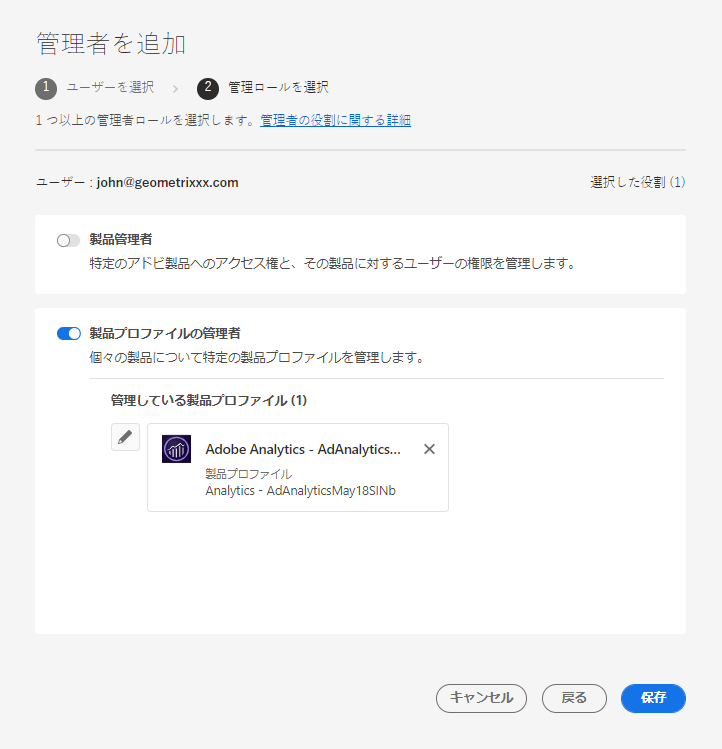 管理者を追加
1 ユーザーを選択 > 2 管理ロールを選択
1 つ以上の管理者ロールを選択します。管理者の役割に関する詳細
ユーザー : john@geometrixxx.com 選択した役割 (1)
製品管理者
特定のアドビ製品へのアクセス権と、その製品に対するユーザーの権限を管理します。
製品プロファイルの管理者
個々の製品について特定の製品プロファイルを管理します。
管理している製品プロファイル (1)
Adobe Analytics - AdAnalytics...
製品プロファイル
Analytics - AdAnalyticsMay18SINb
キャンセル 戻る 保存